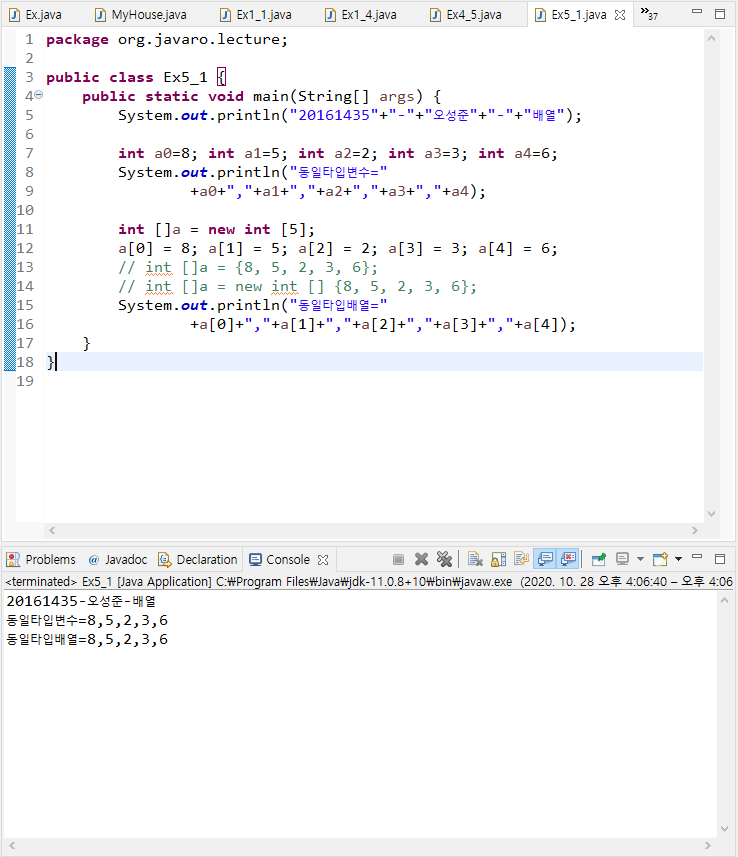 Ex.java MyHouse.java Ex1_1.java Ex1_4.java Ex4_5.java Ex5_1.java »37
1 package org.javaro.lecture;
2
3 public class Ex5_1 {
4 public static void main(String[] args) {
5 System.out.println("20161435"+"-"+"오성준"+"-"+"배열");
6
7 int a0=8; int a1=5; int a2=2; int a3=3; int a4=6;
8 System.out.println("동일타입변수="
9 +a0+","+a1+","+a2+","+a3+","+a4);
10
11 int []a = new int [5];
12 a[0] = 8; a[1] = 5; a[2] = 2; a[3] = 3; a[4] = 6;
13 // int []a = {8, 5, 2, 3, 6};
14 // int []a = new int [] {8, 5, 2, 3, 6};
15 System.out.println("동일타입배열="
16 +a[0]+","+a[1]+","+a[2]+","+a[3]+","+a[4]);
17 }
18 }
19
Problems @ Javadoc Declaration Console
<terminated> Ex5_1 [Java Application] C:₩Program Files₩Java₩jdk-11.0.8+10₩bin₩javaw.exe (2020. 10. 28 오후 4:06:40 – 오후 4:06
20161435-오성준-배열
동일타입변수=8,5,2,3,6
동일타입배열=8,5,2,3,6